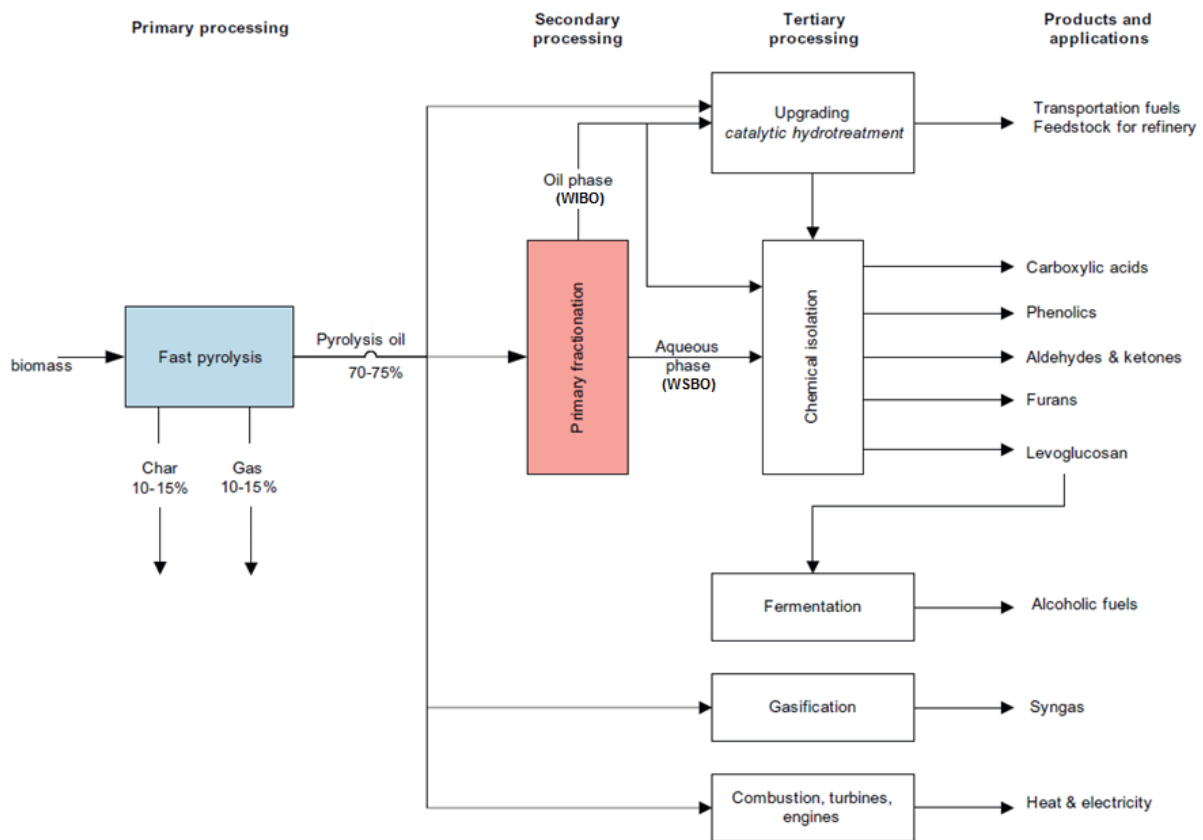 Primary processing
Secondary
processing
Tertiary
processing
Products and
applications
Upgrading
catalytic hydrotreatment
Transportation fuels
Feedstock for refinery
Oil phase
(WIBO)
biomass
Fast pyrolysis
Pyrolysis oil
70-75%
Primary fractionation
Aqueous
phase
(WSBO)
Chemical isolation
Carboxylic acids
Phenolics
Aldehydes & ketones
Furans
Levoglucosan
Char
10-15%
Gas
10-15%
Fermentation
Alcoholic fuels
Gasification
Syngas
Combustion, turbines,
engines
Heat & electricity